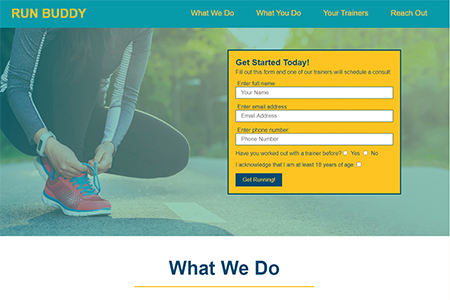 RUN BUDDY
What We Do
What You Do
Your Trainers
Reach Out
Get Started Today!
Fill out this form and one of our trainers will schedule a consult
Enter full name:
Your Name
Enter email address:
Email Address
Enter phone number:
Phone Number
Have you worked out with a trainer before? Yes No
I acknowledge that I am at least 18 years of age:
Get Running!
What We Do